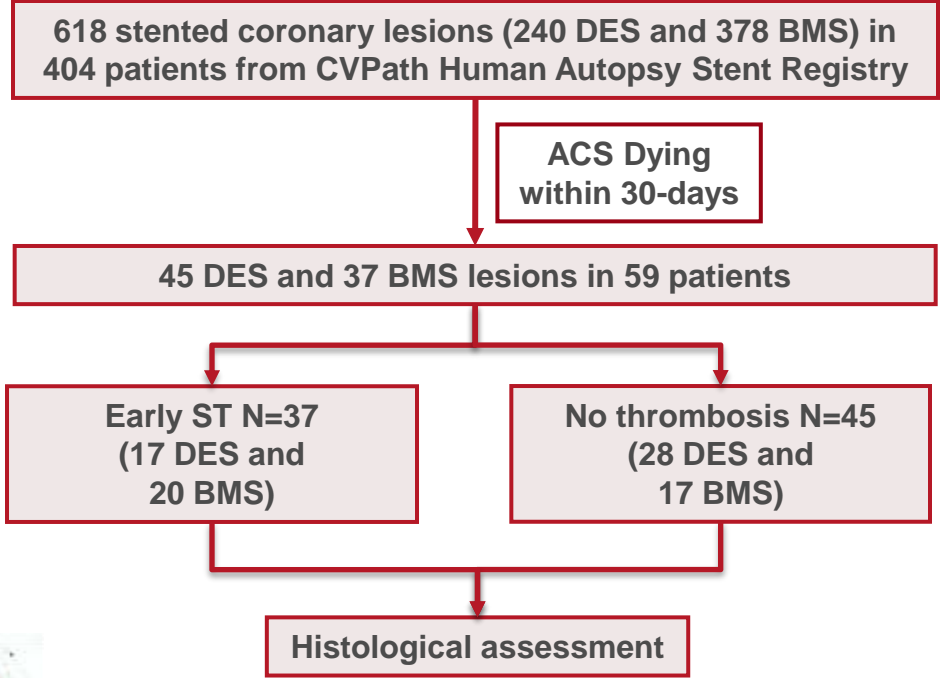 618 stented coronary lesions (240 DES and 378 BMS) in
404 patients from CVPath Human Autopsy Stent Registry
ACS Dying
within 30-days
45 DES and 37 BMS lesions in 59 patients
Early ST N=37
(17 DES and
20 BMS)
No thrombosis N=45
(28 DES and
17 BMS)
Histological assessment